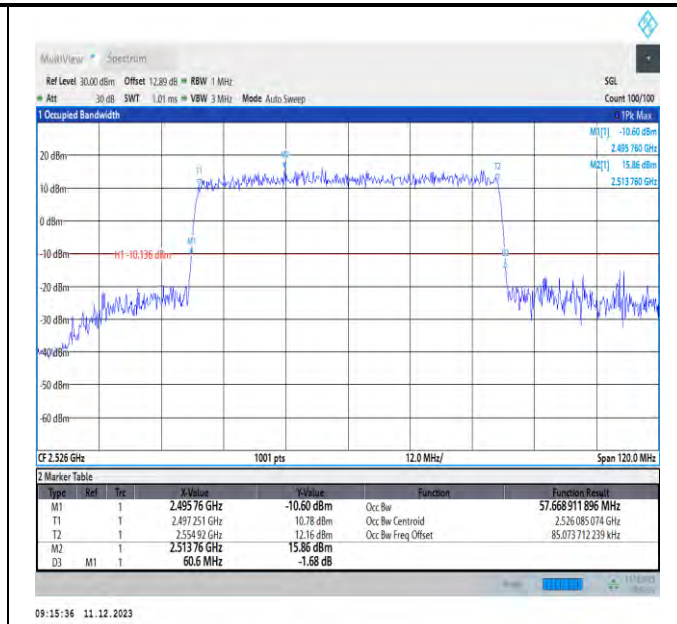 MultiView Spectrum
Ref Level 30.00 dBm Offset 12.89 dB RBW 1 MHz SGL
Att 30 dB SWT 1.01 ms VBW 3 MHz Mode Auto Sweep Count 100/100
1 Occupied Bandwidth 1Pk Max
M1[1] -10.60 dBm
2.495 760 GHz
M2[1] 15.86 dBm
2.513 760 GHz
20 dBm
T1 M2 T2
10 dBm
0 dBm
M1 D3
-10 dBm H1 -10.136 dBm
-20 dBm
-30 dBm
-40 dBm
-50 dBm
-60 dBm
CF 2.526 GHz 1001 pts 12.0 MHz/ Span 120.0 MHz
2 Marker Table
Type Ref Trc X-Value Y-Value Function Function Result
M1 1 2.495 76 GHz -10.60 dBm Occ Bw 57.668 911 896 MHz
T1 1 2.497 251 GHz 10.78 dBm Occ Bw Centroid 2.526 085 074 GHz
T2 1 2.554 92 GHz 12.16 dBm Occ Bw Freq Offset 85.073 712 239 kHz
M2 1 2.513 76 GHz 15.86 dBm
D3 M1 1 60.6 MHz -1.68 dB
09:15:36 11.12.2023